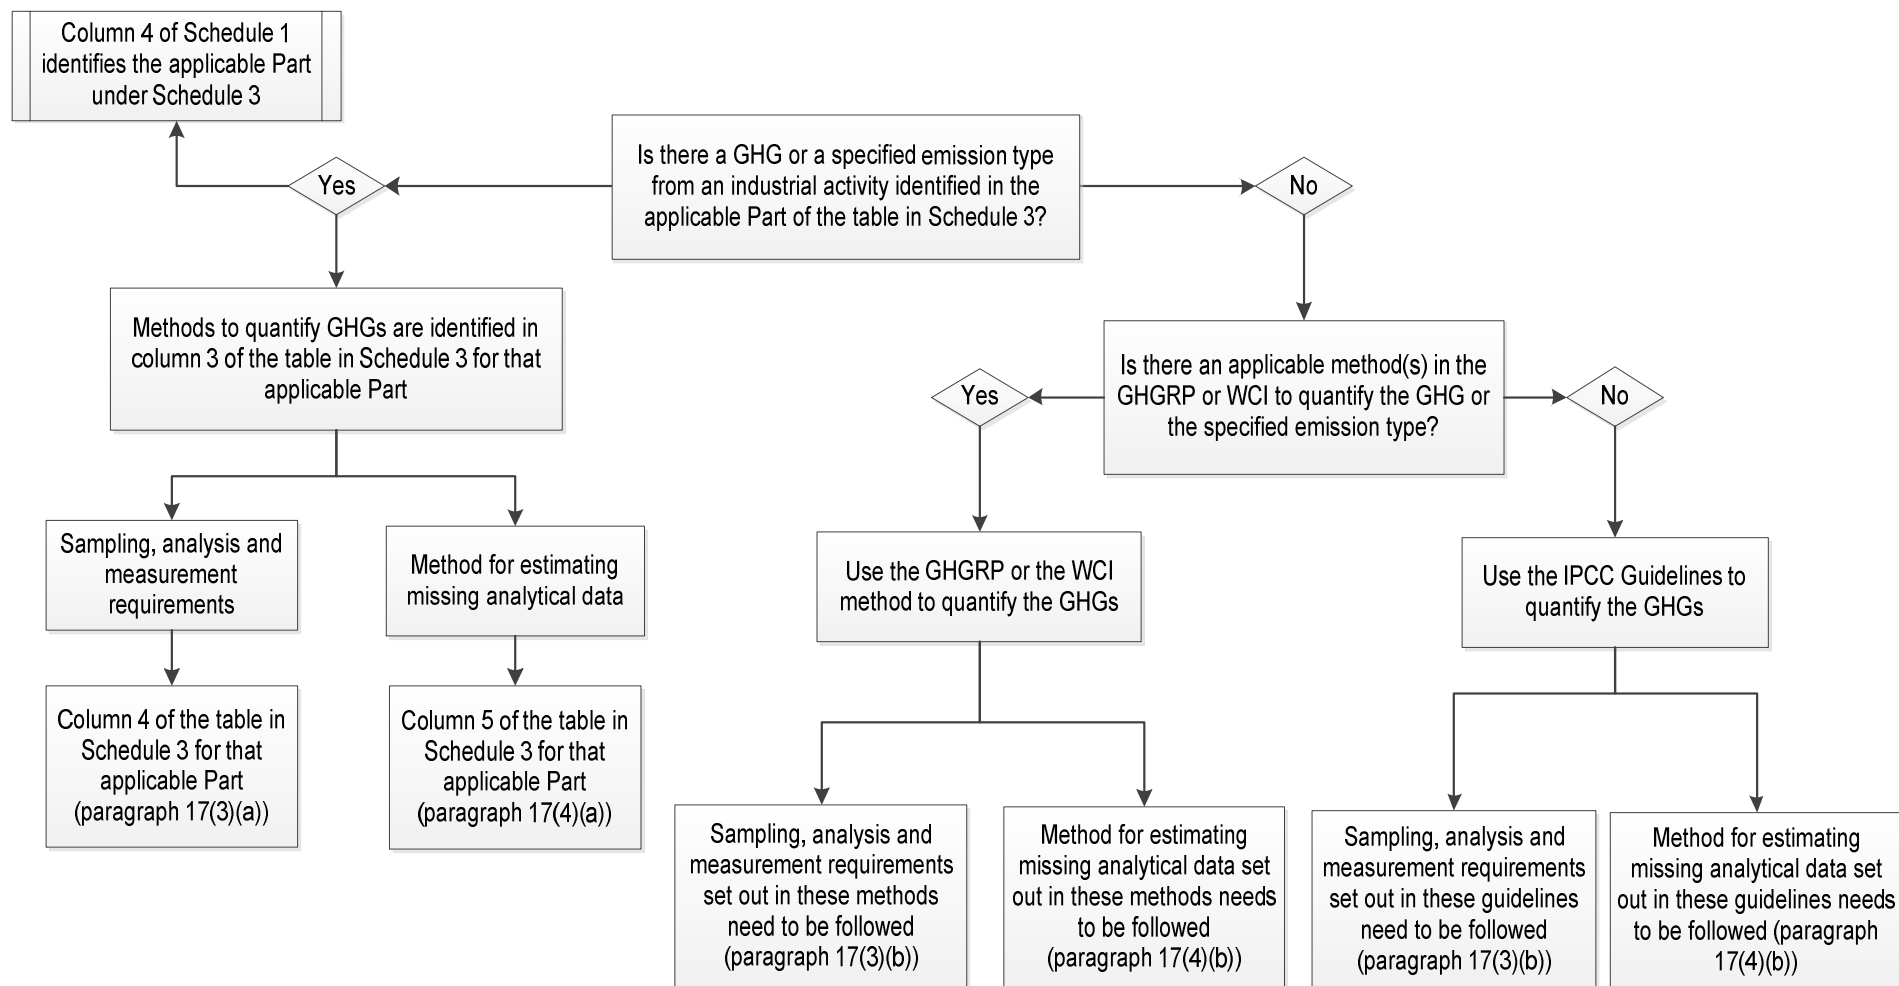 Column 4 of Schedule 1
identifies the applicable Part
under Schedule 3
Is there a GHG or a specified emission type
from an industrial activity identified in the
applicable Part of the table in Schedule 3?
Yes
No
Methods to quantify GHGs are identified in
column 3 of the table in Schedule 3 for that
applicable Part
Is there an applicable method(s) in the
GHGRP or WCI to quantify the GHG or
the specified emission type?
Yes
No
Sampling, analysis and
measurement
requirements
Method for estimating
missing analytical data
Use the GHGRP or the WCI
method to quantify the GHGs
Use the IPCC Guidelines to
quantify the GHGs
Column 4 of the table in
Schedule 3 for that
applicable Part
(paragraph 17(3)(a))
Column 5 of the table in
Schedule 3 for that
applicable Part
(paragraph 17(4)(a))
Sampling, analysis and
measurement requirements
set out in these methods
need to be followed
(paragraph 17(3)(b))
Method for estimating
missing analytical data set
out in these methods needs
to be followed
(paragraph 17(4)(b))
Sampling, analysis and
measurement requirements
set out in these guidelines
need to be followed
(paragraph 17(3)(b))
Method for estimating
missing analytical data set
out in these guidelines needs
to be followed (paragraph
17(4)(b))